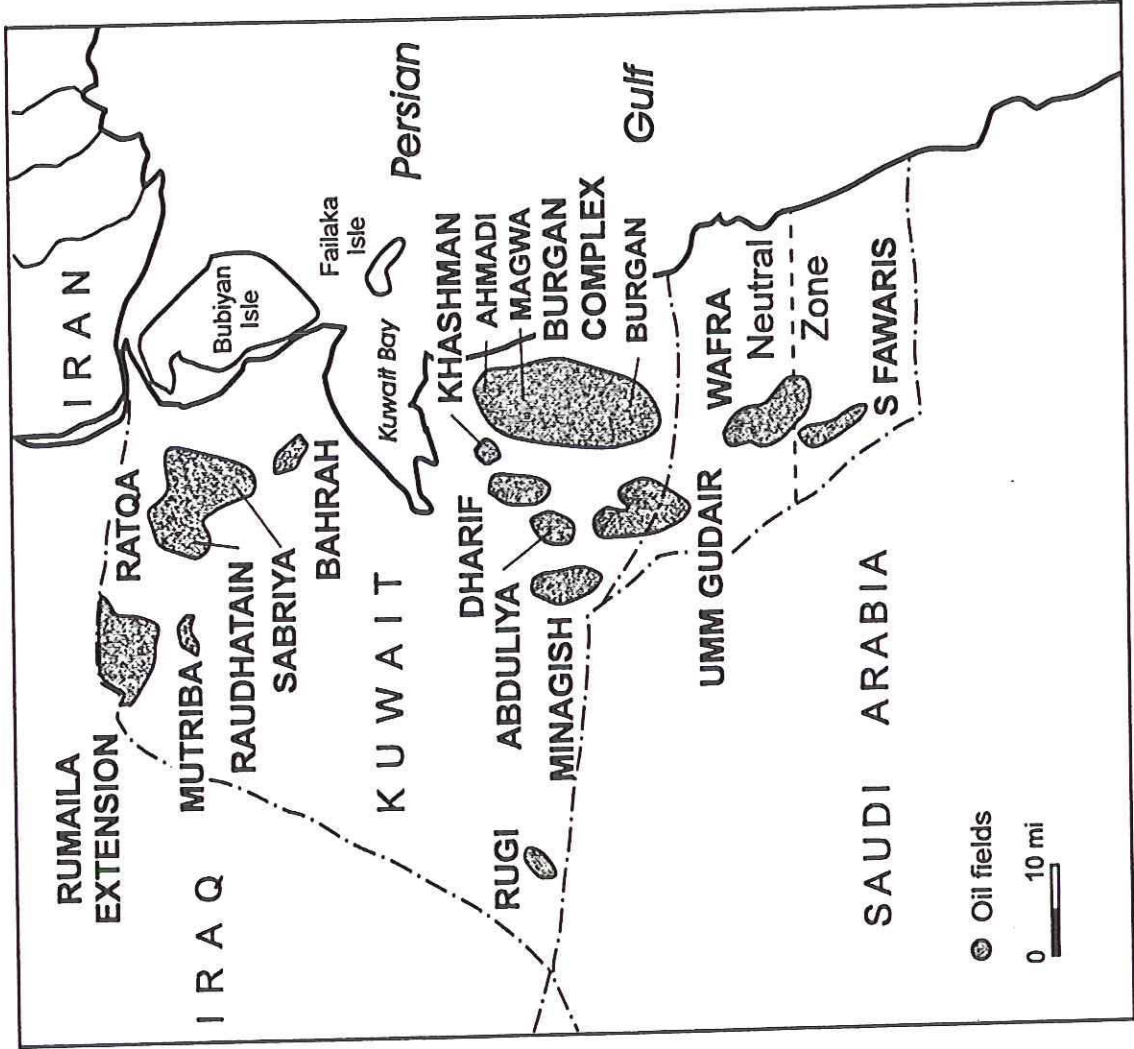 IRAN
Bubiyan
Isle
Failaka
Isle
Persian
Gulf
Kuwait Bay
RATQA
RUMAILA
EXTENSION
IRAQ
MUTRIBA
RAUDHATAIN
SABRIYA
BAHRAH
KUWAIT
KHASHMAN
AHMADI
MAGWA
BURGAN
COMPLEX
BURGAN
DHARIF
ABDULIYA
MINAGISH
RUGI
UMM GUDAIR
WAFRA
Neutral
Zone
S FAWARIS
SAUDI ARABIA
Oil fields
0 10 mi